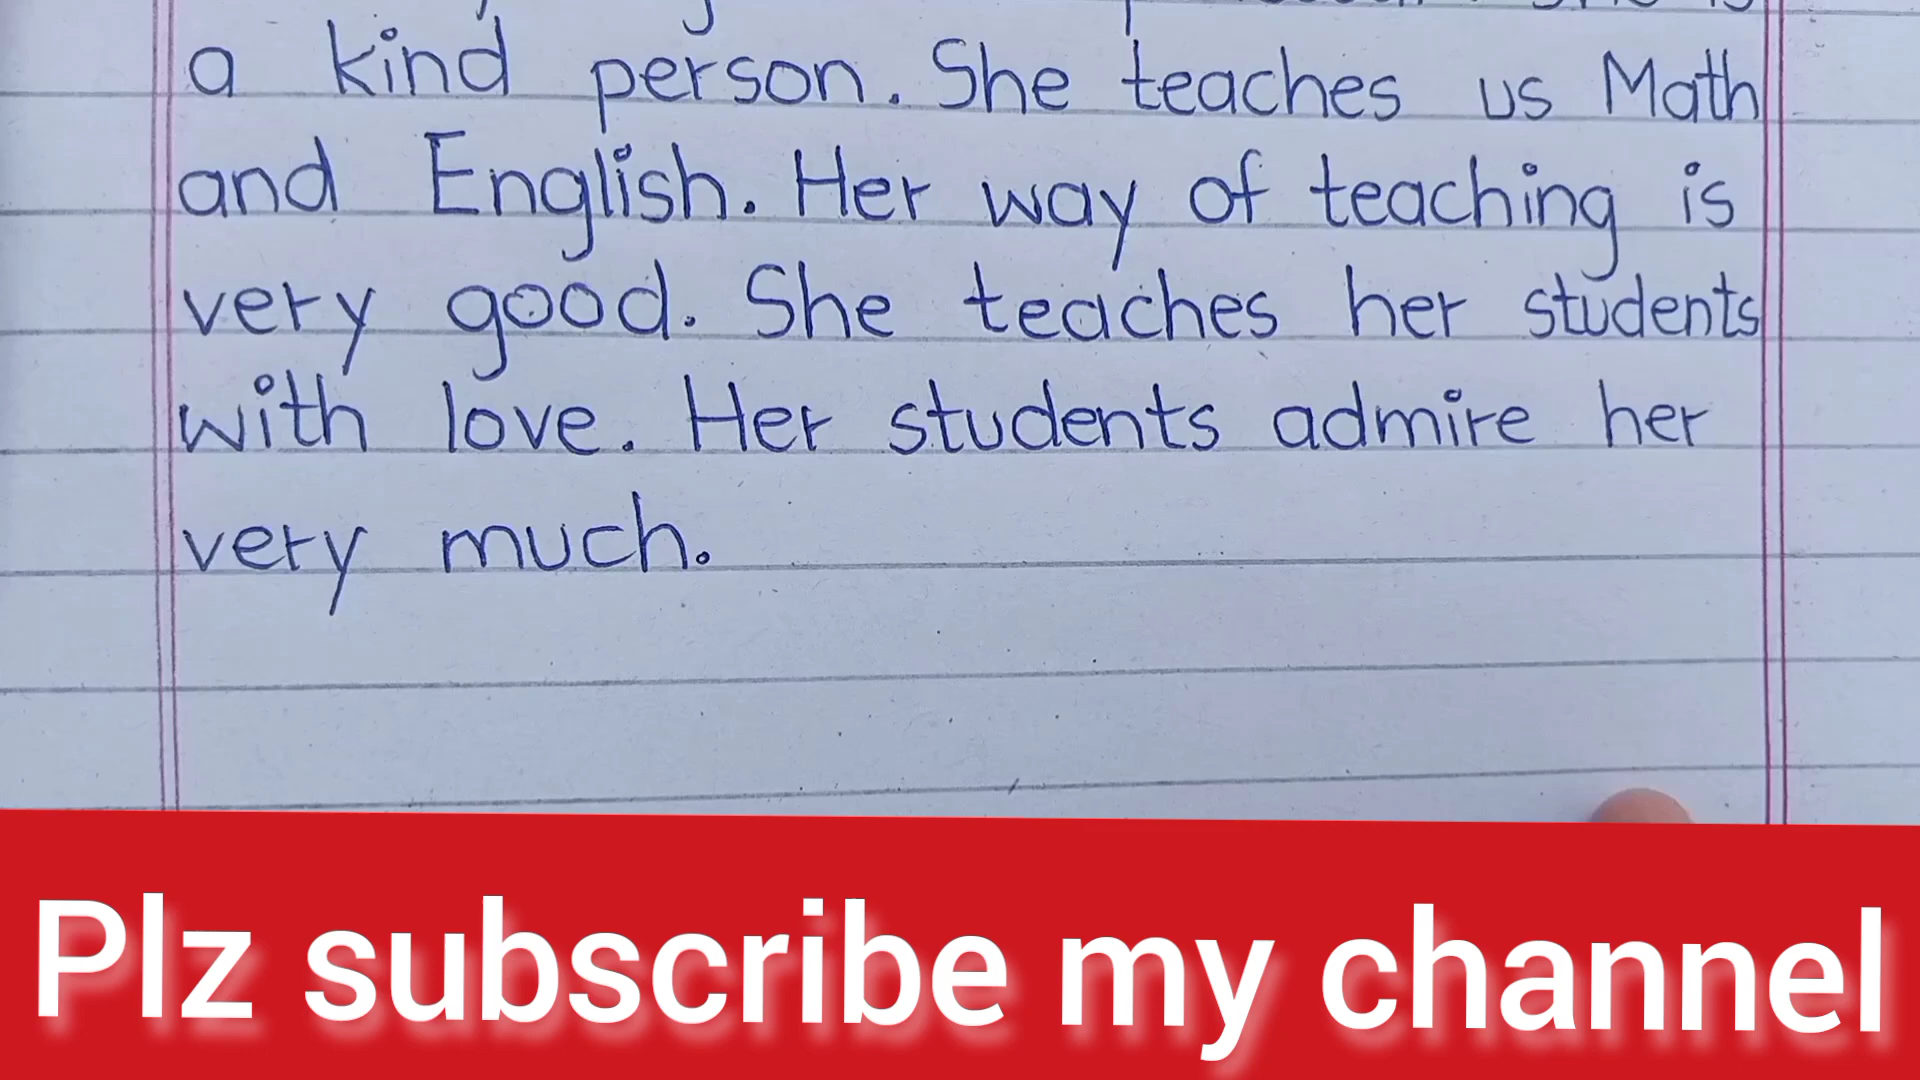 a kind person. She teaches us Math
and English. Her way of teaching is
very good. She teaches her students
with love. Her students admire her
very much.
Plz subscribe my channel